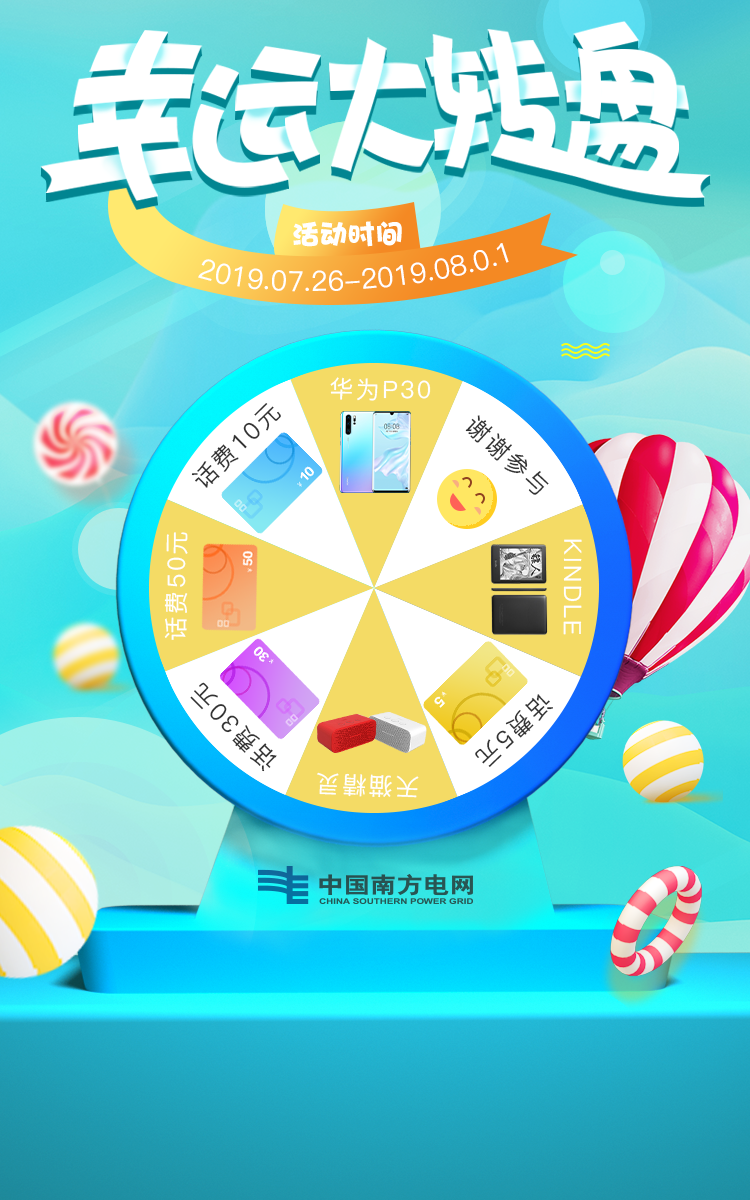 幸运大转盘
活动时间
2019.07.26-2019.08.0.1
华为P30
谢谢参与
KINDLE
话费5元
¥5
天猫精灵
话费30元
¥30
话费50元
¥50
话费10元
¥10
05:08
中国南方电网
CHINA SOUTHERN POWER GRID